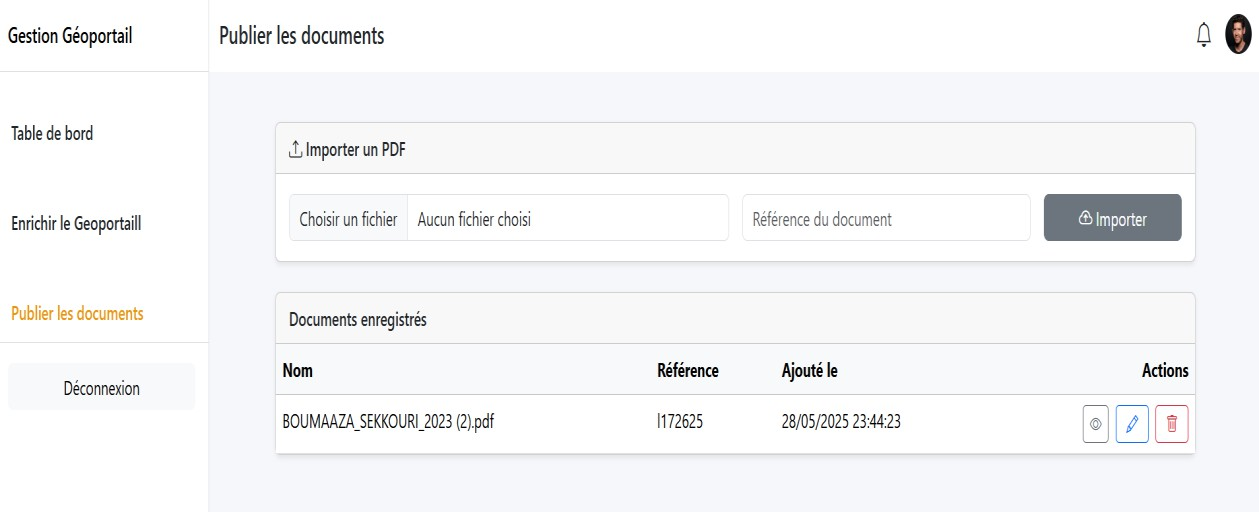 Gestion Géoportail
Publier les documents
Table de bord
Enrichir le Geoportaill
Publier les documents
Déconnexion
Importer un PDF
Choisir un fichier Aucun fichier choisi Référence du document Importer
Documents enregistrés
Nom Référence Ajouté le Actions
BOUMAAZA_SEKKOURI_2023 (2).pdf l172625 28/05/2025 23:44:23